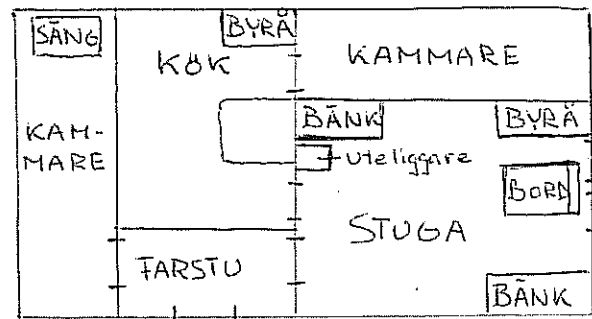 SÄNG
BYRÅ
KÖK
KAMMARE
KAM-
MARE
BÄNK
BYRÅ
Uteliggare
BORD
STUGA
FARSTU
BÄNK